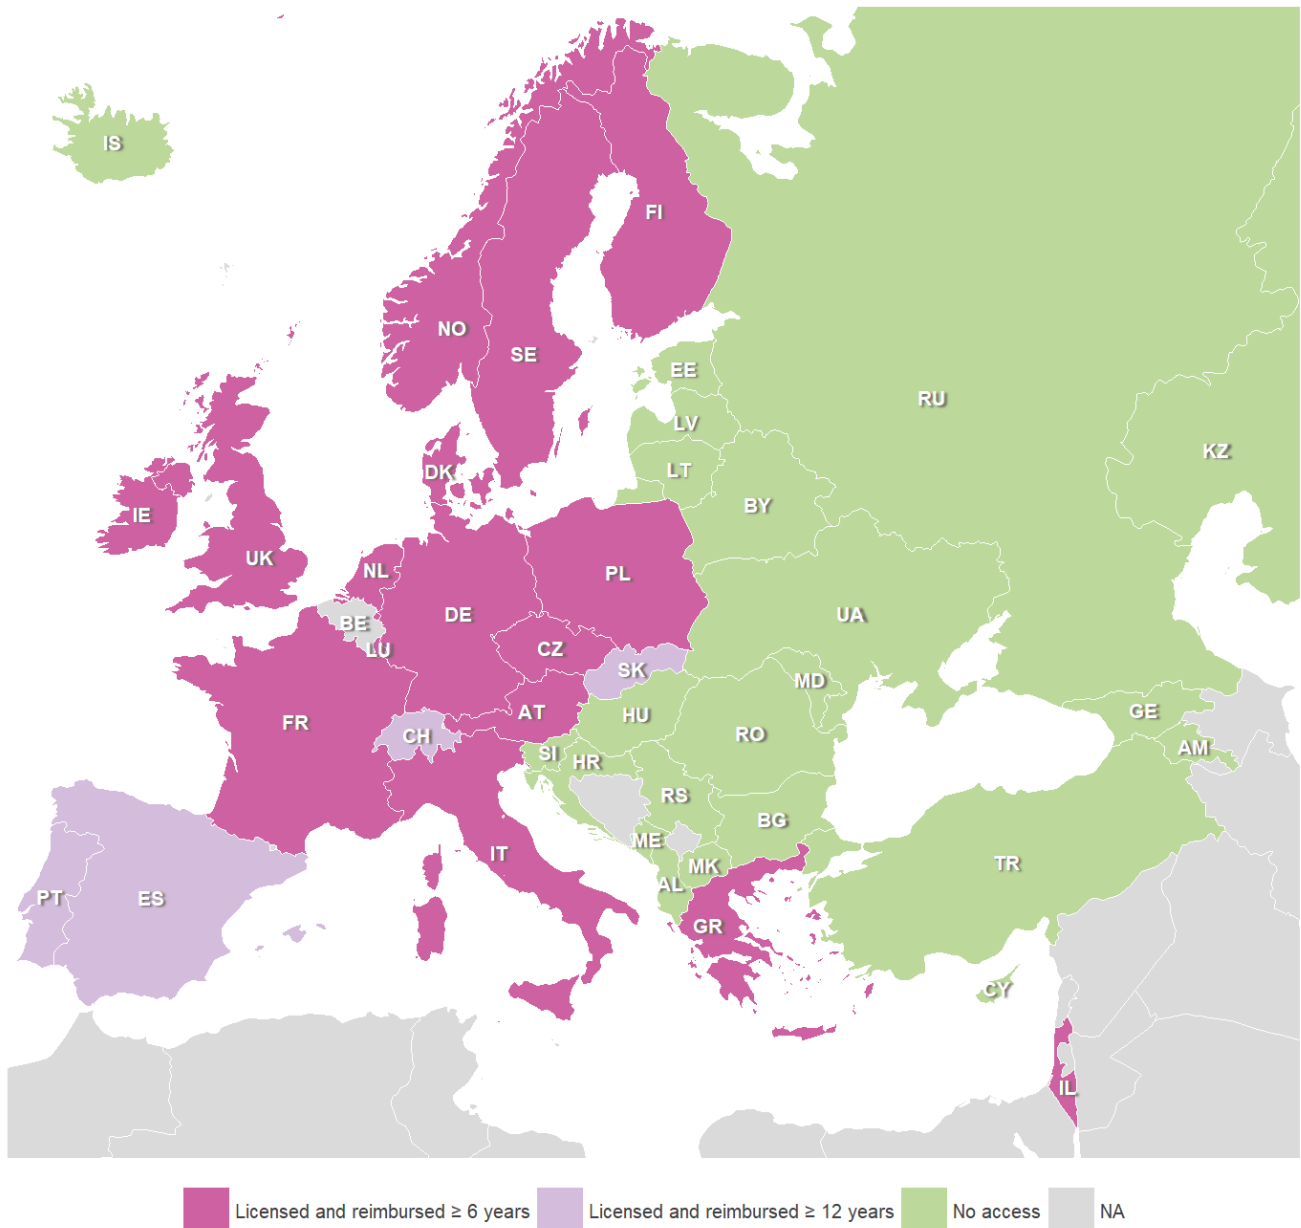 IS
FI
NO
SE
EE
RU
LV
KZ
DK
LT
BY
IE
UK
NL
PL
BE
DE
UA
LU
CZ
SK
MD
FR
CH
AT
HU
RO
GE
SI
HR
AM
RS
BG
ME
IT
MK
TR
PT
ES
AL
GR
CY
IL
Licensed and reimbursed ≥ 6 years Licensed and reimbursed ≥ 12 years No access NA